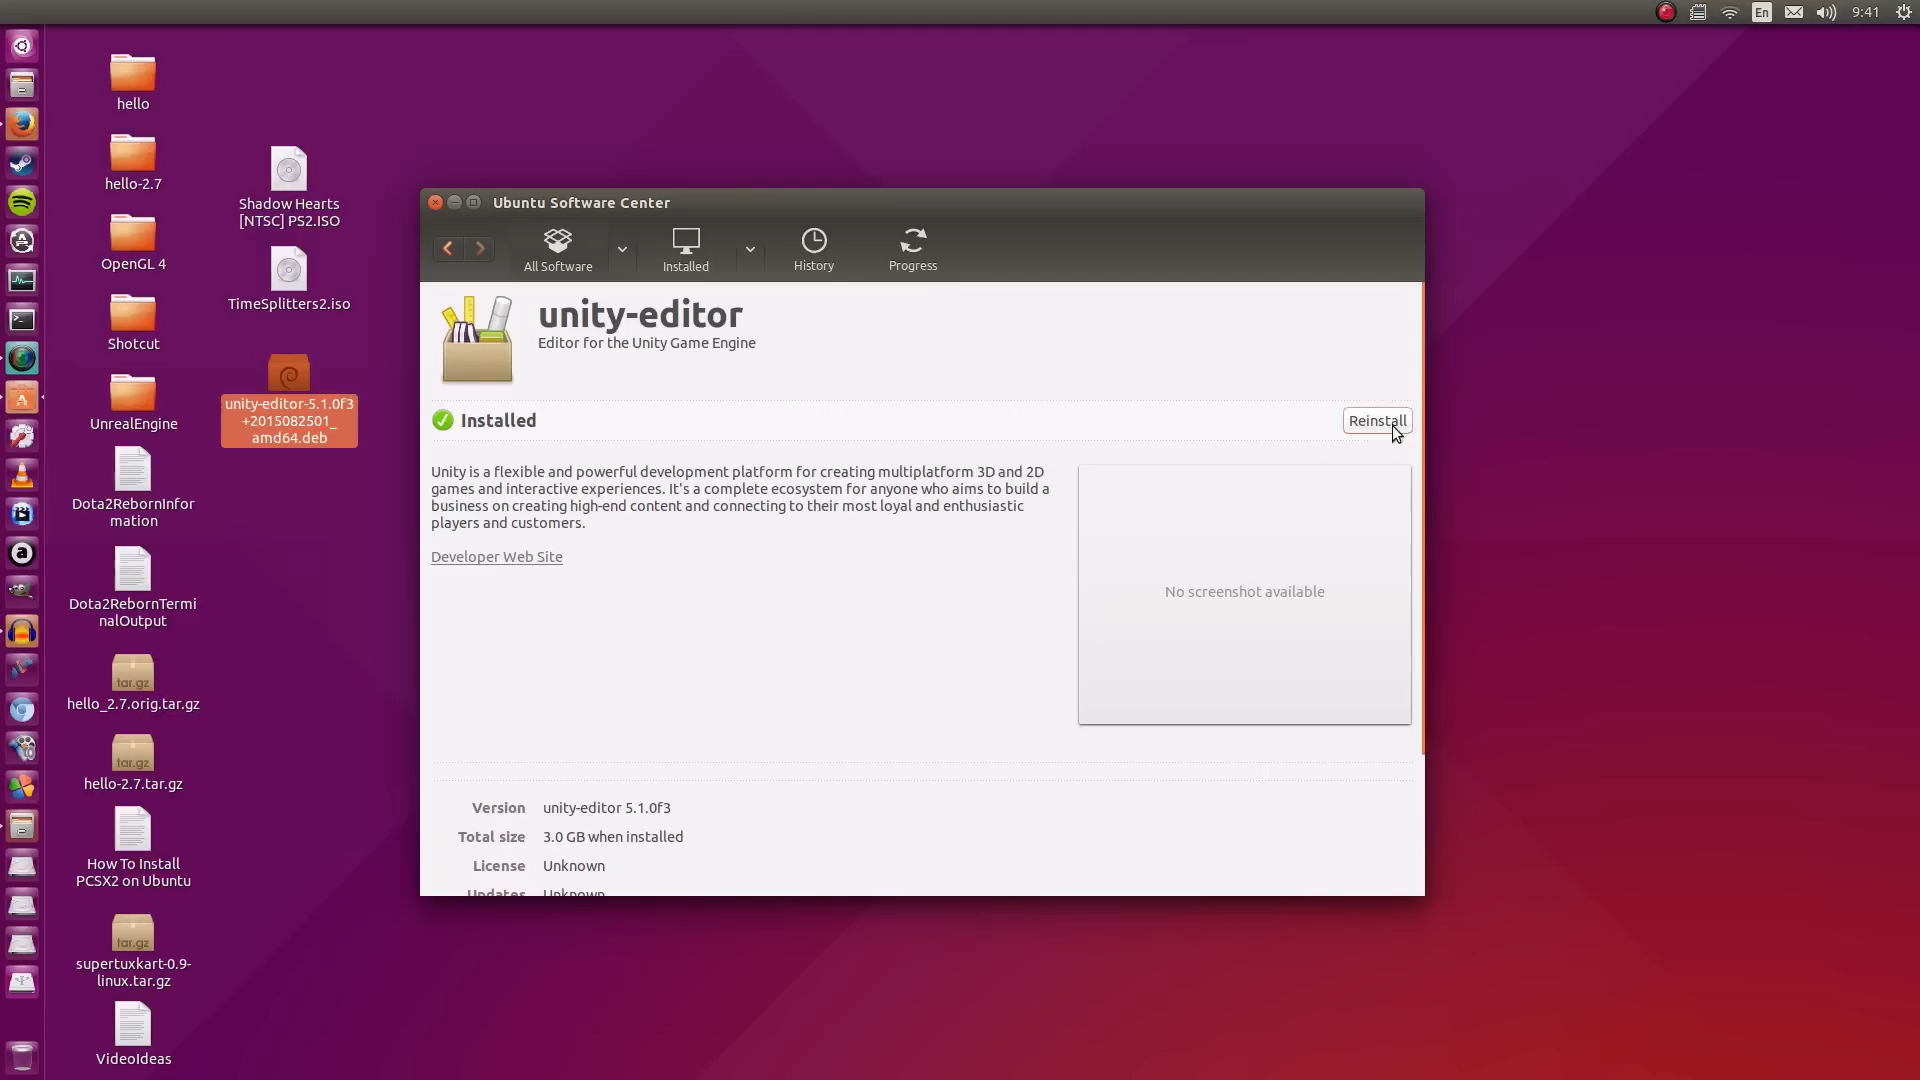 En
9:41
hello
hello-2.7
OpenGL 4
Shotcut
UnrealEngine
Dota2RebornInfor
mation
Dota2RebornTermi
nalOutput
tar.gz
hello_2.7.orig.tar.gz
tar.gz
hello-2.7.tar.gz
How To Install
PCSX2 on Ubuntu
tar.gz
supertuxkart-0.9-
linux.tar.gz
VideoIdeas
Shadow Hearts
[NTSC] PS2.ISO
TimeSplitters2.iso
unity-editor-5.1.0f3
+2015082501_
amd64.deb
Ubuntu Software Center
All Software
Installed
History
Progress
unity-editor
Editor for the Unity Game Engine
Installed
Reinstall
Unity is a flexible and powerful development platform for creating multiplatform 3D and 2D
games and interactive experiences. It's a complete ecosystem for anyone who aims to build a
business on creating high-end content and connecting to their most loyal and enthusiastic
players and customers.
Developer Web Site
No screenshot available
Version unity-editor 5.1.0f3
Total size 3.0 GB when installed
License Unknown
Updates Unknown